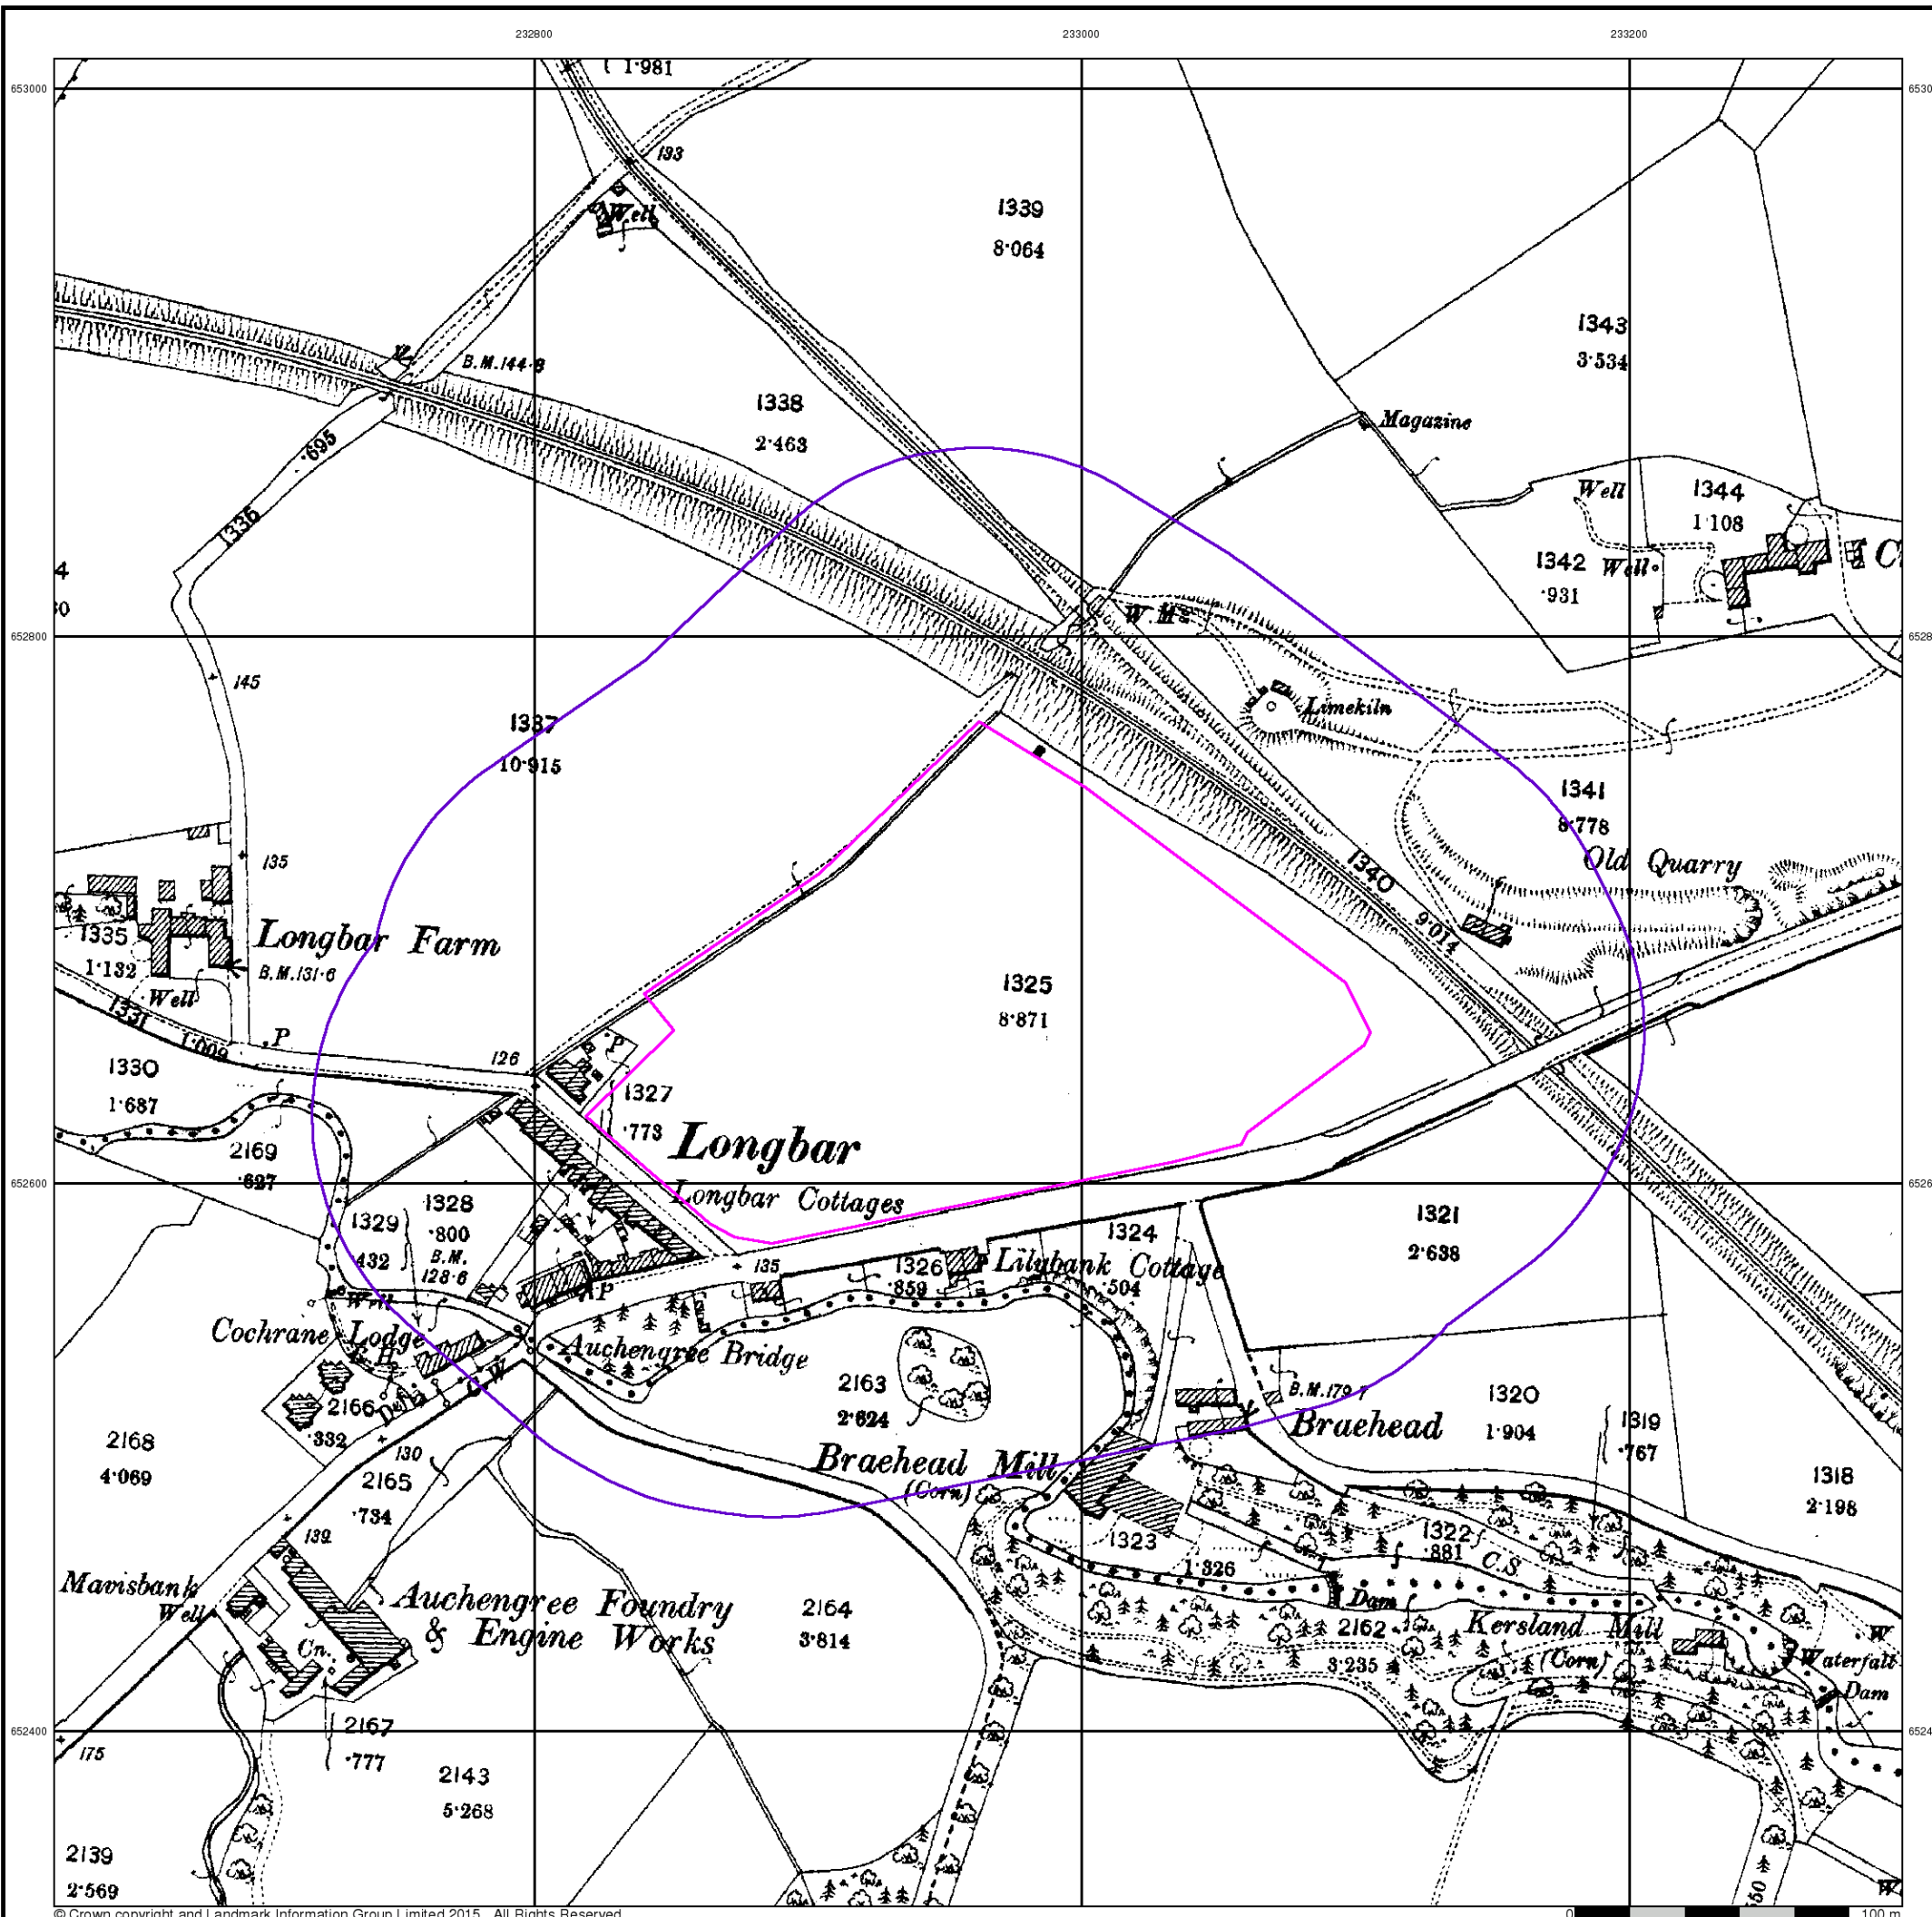 232800 233000 233200
653000
1·981
133
Well
1339
8·064
1343
3·534
B.M.144·8
1338
2·463
Magazine
·695
1336
Well
1344
1·108
1342
·931
Well
W.M.
652800
145
Limekiln
1337
10·915
1341
8·778
Old Quarry
135
1340
9·014
Longbar Farm
1335
1·132
B.M.131·6
Well
1331
1·009
P
1325
8·871
126
P
1330
1·687
1327
·773
Longbar
2169
·627
652600
Longbar Cottages
1328
·800
1329
·432
B.M.
128·6
1324
·504
1321
2·638
135
1326
·859
Lilybank Cottage
P
Well
Cochrane Lodge
Auchengree Bridge
2163
2·624
B.M.179·7
1320
1·904
1319
·767
2166
·332
Braehead
2168
4·069
130
2165
·734
Braehead Mill
(Corn)
1318
2·198
139
1323
1·326
1322
·881
C.S
Mavisbank
Well
Auchengree Foundry
& Engine Works
Cn.
2164
3·814
Dam
2162
3·235
Kersland Mill
(Corn)
W
Waterfall
Dam
652400
175
2167
·777
2143
5·268
2139
2·569
W
© Crown copyright and Landmark Information Group Limited 2015. All Rights Reserved.
0 100 m